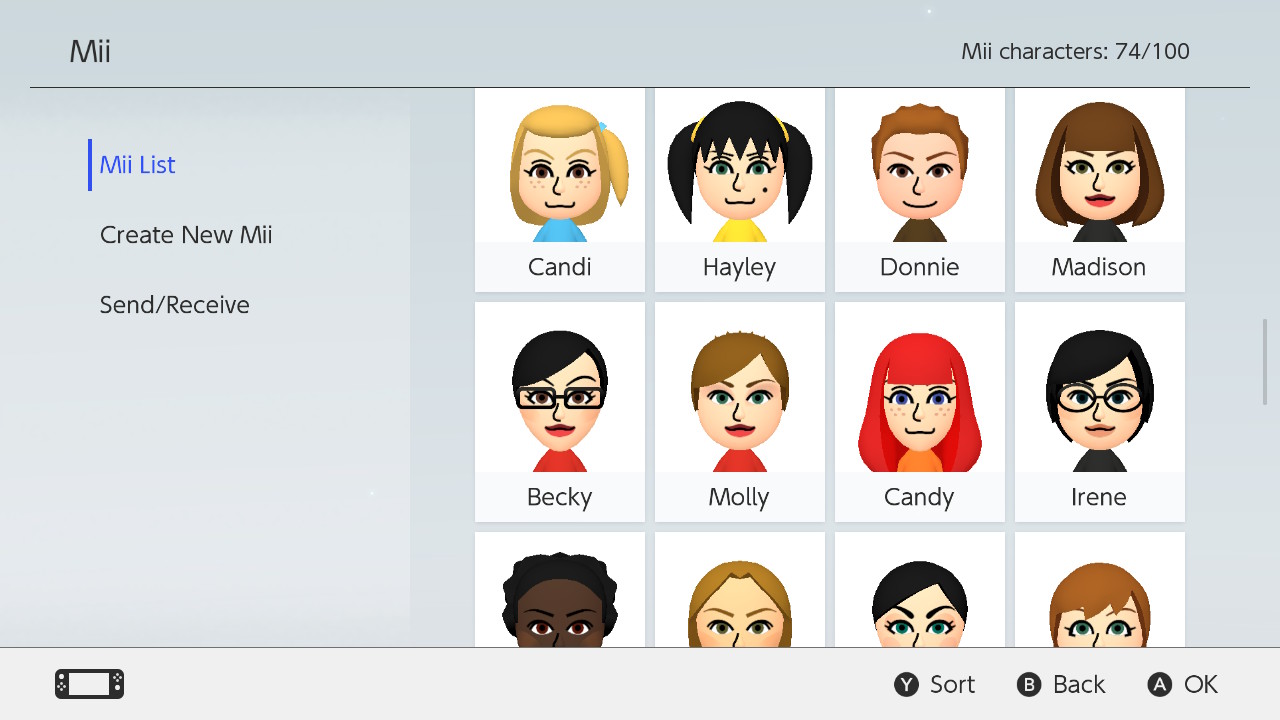 Mii
Mii characters: 74/100
Mii List
Create New Mii
Send/Receive
Candi
Hayley
Donnie
Madison
Becky
Molly
Candy
Irene
Y Sort
B Back
A OK